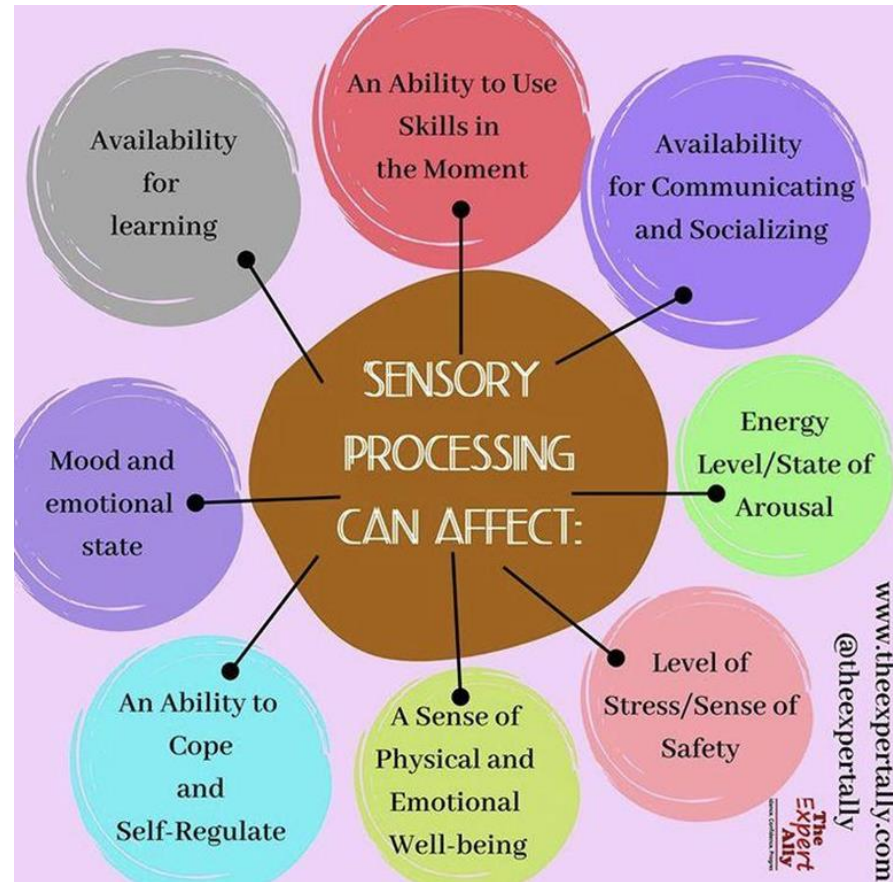 SENSORY
PROCESSING
CAN AFFECT:
An Ability to Use
Skills in
the Moment
Availability
for Communicating
and Socializing
Energy
Level/State of
Arousal
Level of
Stress/Sense of
Safety
A Sense of
Physical and
Emotional
Well-being
An Ability to
Cope
and
Self-Regulate
Mood and
emotional
state
Availability
for
learning
www.theexpertally.com
@theexpertally
The
Expert
Ally